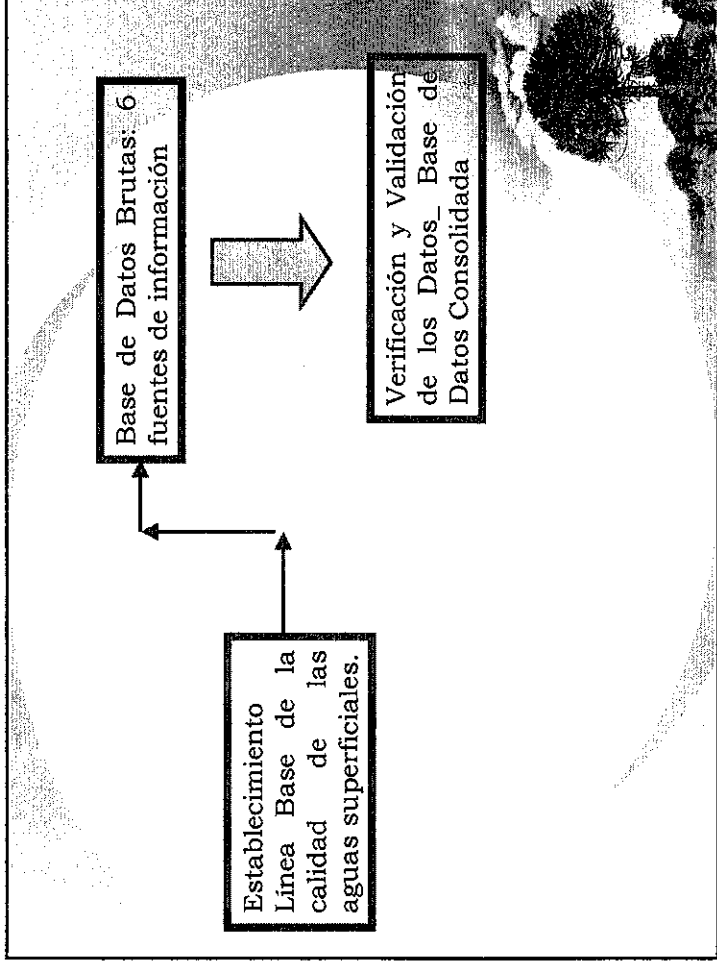 Establecimiento
Línea Base de la
calidad de las
aguas superficiales.
Base de Datos Brutas: 6
fuentes de información
Verificación y Validación
de los Datos_ Base de
Datos Consolidada